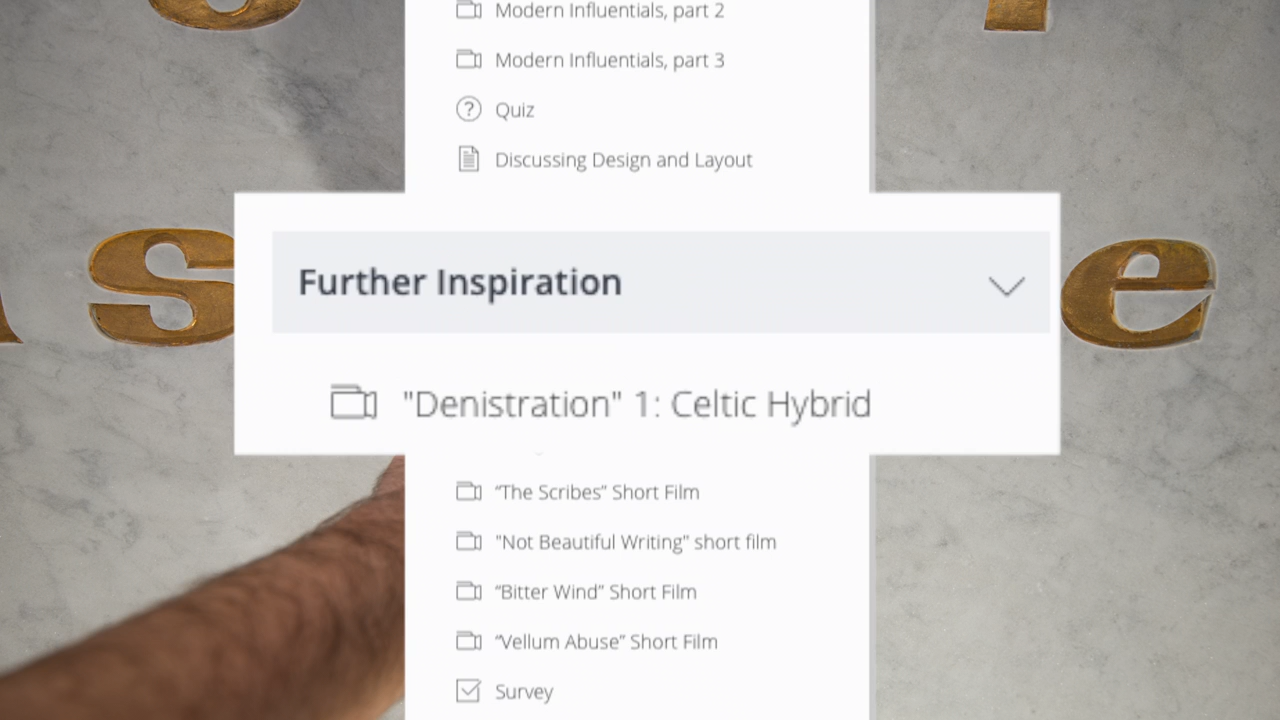 Modern Influentials, part 2
Modern Influentials, part 3
Quiz
Discussing Design and Layout
s
e
Further Inspiration
"Denistration" 1: Celtic Hybrid
“The Scribes” Short Film
"Not Beautiful Writing" short film
“Bitter Wind” Short Film
“Vellum Abuse” Short Film
Survey